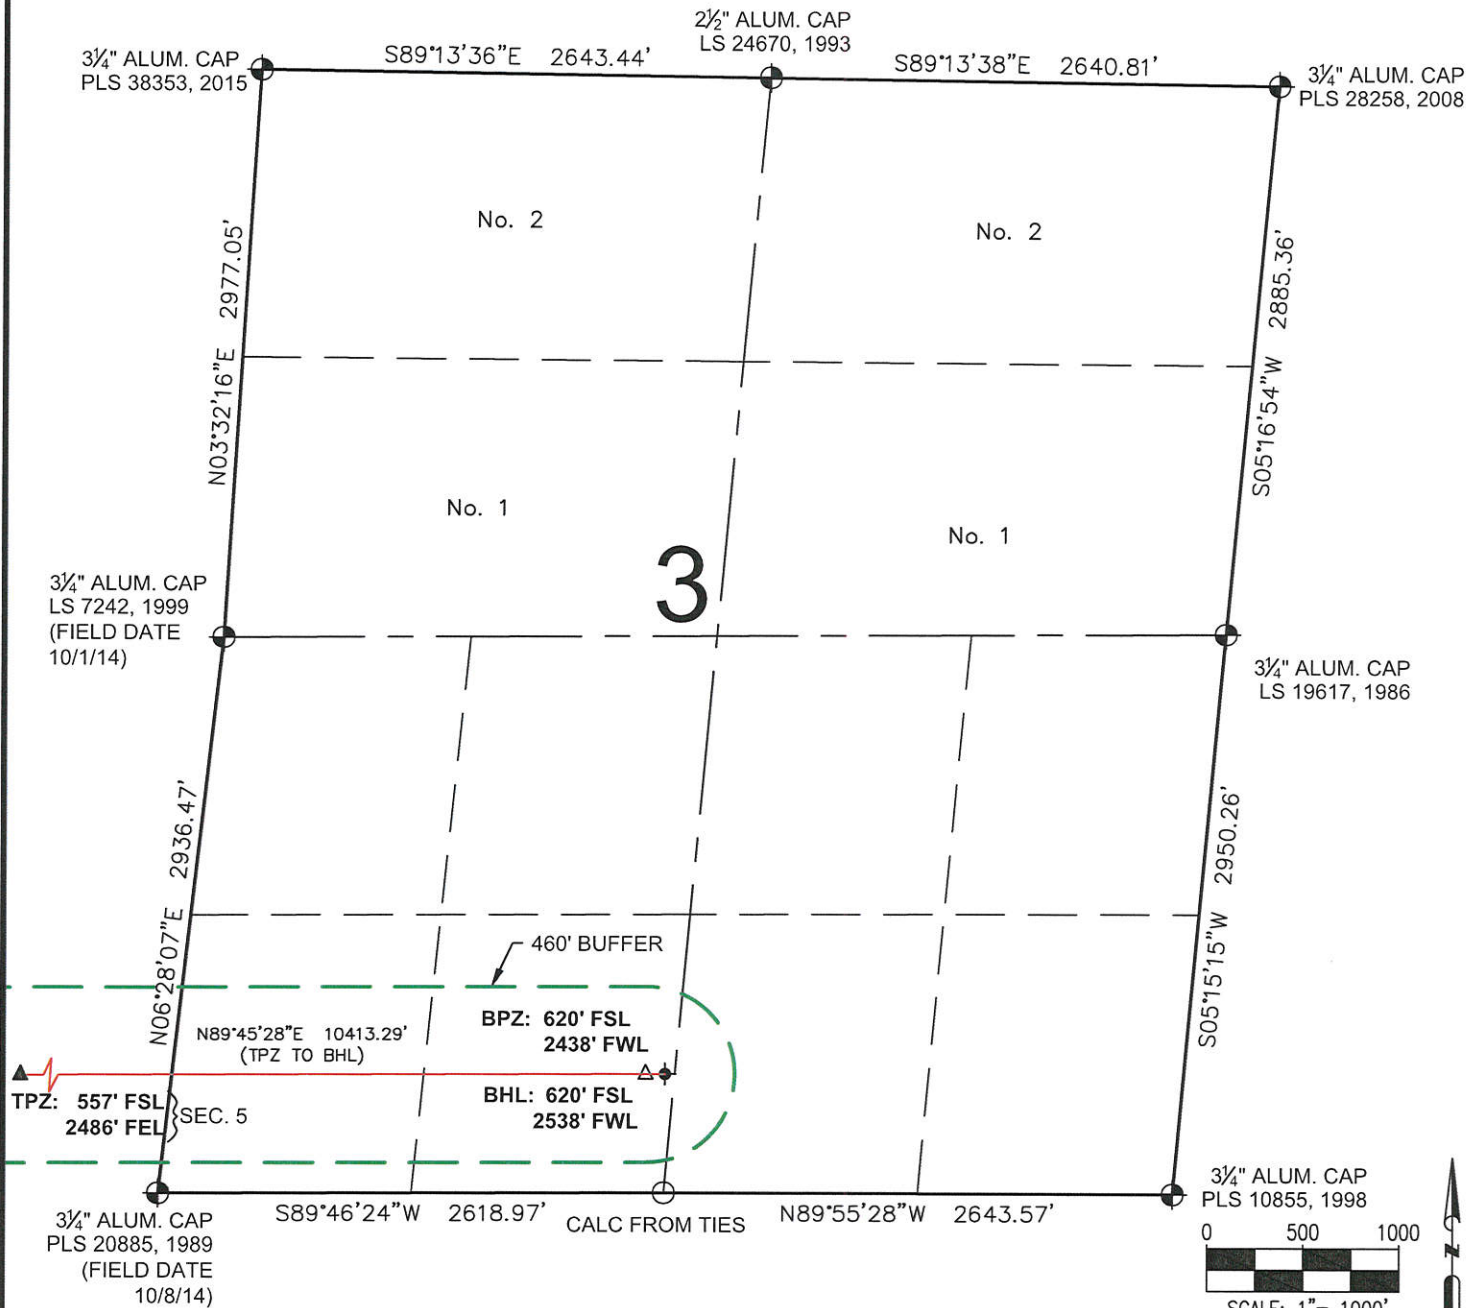 2½" ALUM. CAP
LS 24670, 1993
3¼" ALUM. CAP
PLS 38353, 2015
S89°13'36"E 2643.44'
S89°13'38"E 2640.81'
3¼" ALUM. CAP
PLS 28258, 2008
No. 2
No. 2
N03°32'16"E 2977.05'
S05°16'54"W 2885.36'
No. 1
No. 1
3
3¼" ALUM. CAP
LS 7242, 1999
(FIELD DATE
10/1/14)
3¼" ALUM. CAP
LS 19617, 1986
N06°28'07"E 2936.47'
S05°15'15"W 2950.26'
460' BUFFER
N89°45'28"E 10413.29'
(TPZ TO BHL)
BPZ: 620' FSL
2438' FWL
BHL: 620' FSL
2538' FWL
TPZ: 557' FSL
2486' FEL
SEC. 5
3¼" ALUM. CAP
PLS 20885, 1989
(FIELD DATE
10/8/14)
S89°46'24"W 2618.97'
CALC FROM TIES
N89°55'28"W 2643.57'
3¼" ALUM. CAP
PLS 10855, 1998
0 500 1000
SCALE: 1"= 1000'
N